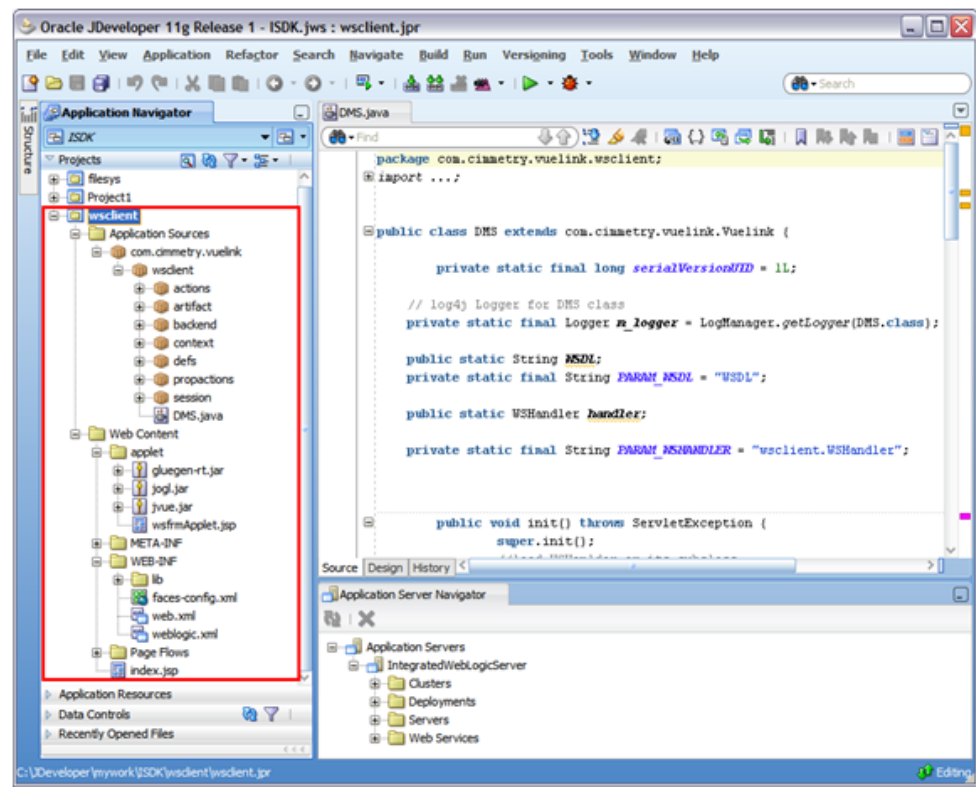 Oracle JDeveloper 11g Release 1 - ISDK.jws : wsclient.jpr
File Edit View Application Refactor Search Navigate Build Run Versioning Tools Window Help
Search
Structure
Application Navigator
ISDK
Projects
filesys
Project1
wsclient
Application Sources
com.cimmetry.vuelink
wsclient
actions
artifact
backend
context
defs
propactions
session
DMS.java
Web Content
applet
gluegen-rt.jar
jogl.jar
jvue.jar
wsfrmApplet.jsp
META-INF
WEB-INF
lib
faces-config.xml
web.xml
weblogic.xml
Page Flows
index.jsp
Application Resources
Data Controls
Recently Opened Files
DMS.java
Find
package com.cimmetry.vuelink.wsclient;
import ...;
public class DMS extends com.cimmetry.vuelink.Vuelink {
private static final long serialVersionUID = 1L;
// log4j Logger for DMS class
private static final Logger m_logger = LogManager.getLogger(DMS.class);
public static String WSDL;
private static final String PARAM_WSDL = "WSDL";
public static WSHandler handler;
private static final String PARAM_WSHANDLER = "wsclient.WSHandler";
public void init() throws ServletException {
super.init();
Source Design History
Application Server Navigator
Application Servers
IntegratedWebLogicServer
Clusters
Deployments
Servers
Web Services
C:\JDeveloper\mywork\ISDK\wsclient\wsclient.jpr
Editing